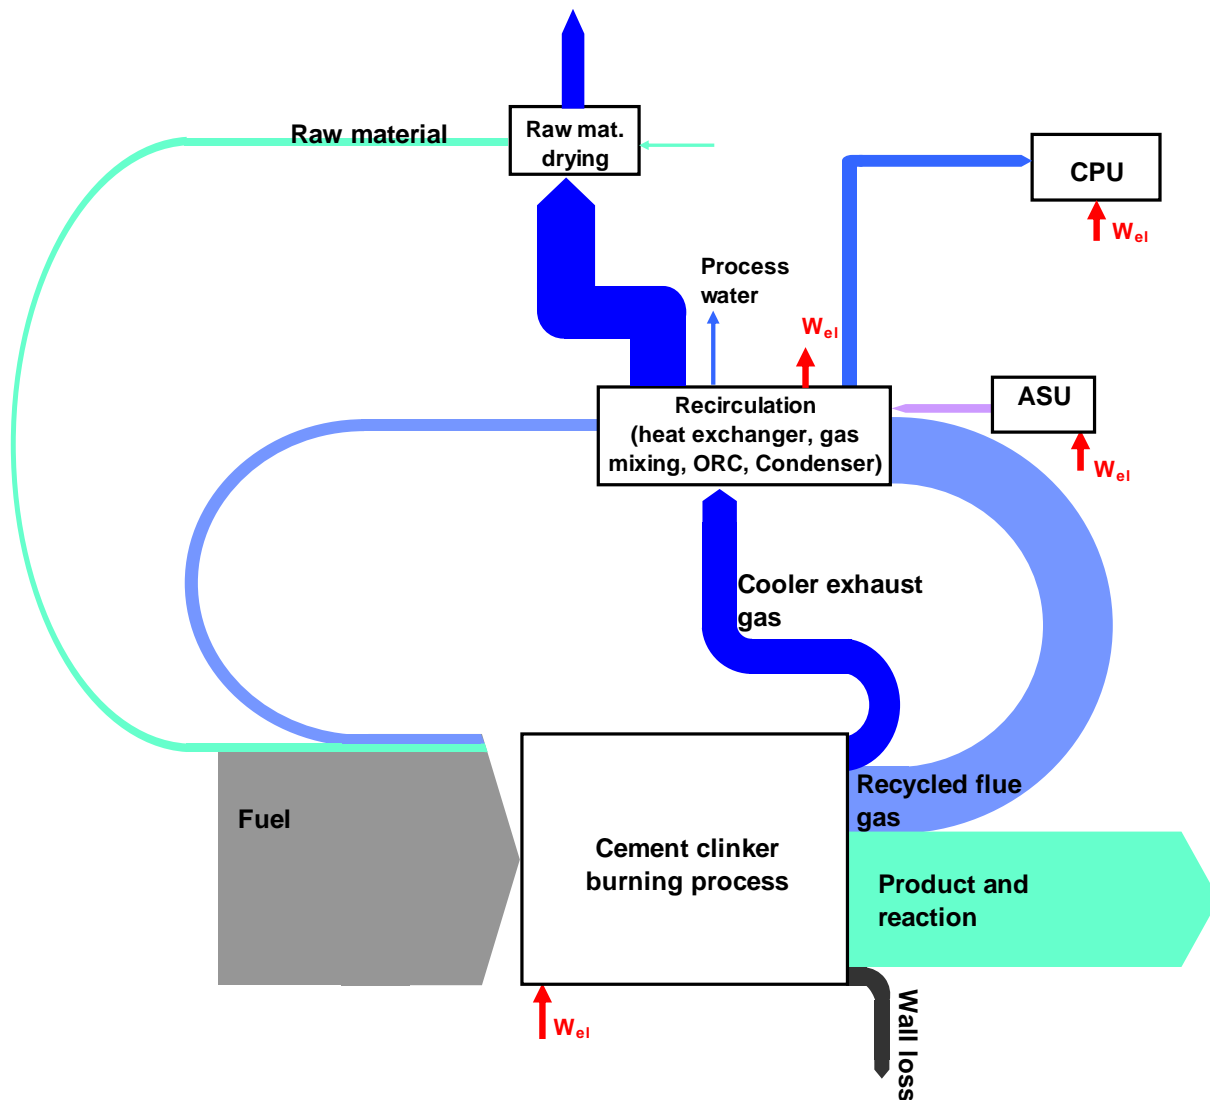 Raw material
Raw mat.
drying
CPU
Wel
Process
water
Wel
Recirculation
(heat exchanger, gas
mixing, ORC, Condenser)
ASU
Wel
Cooler exhaust
gas
Recycled flue
gas
Fuel
Cement clinker
burning process
Product and
reaction
Wel
Wall loss